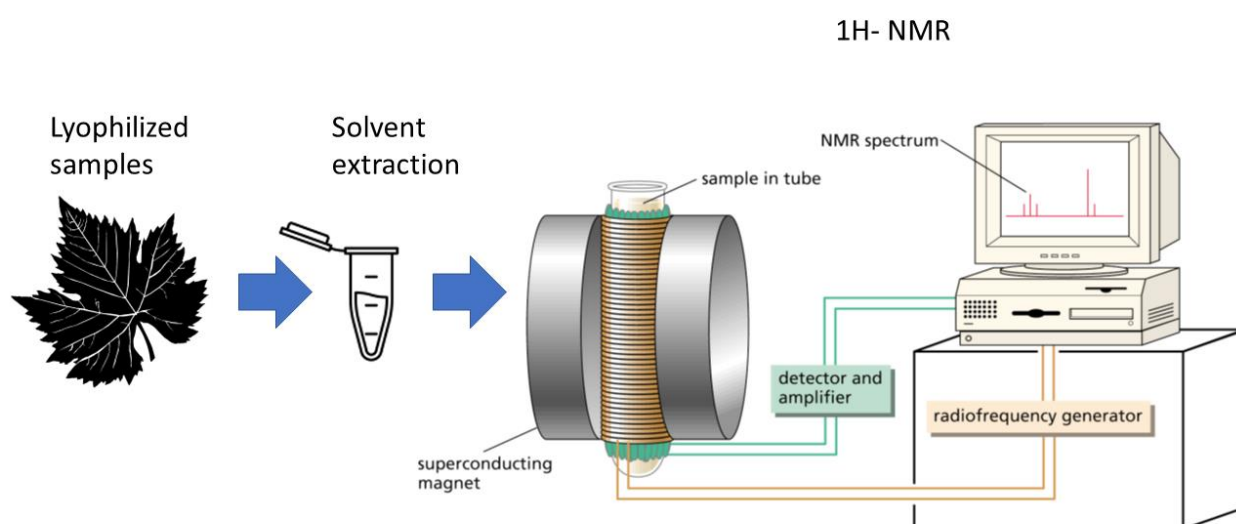 1H- NMR
Lyophilized
samples
Solvent
extraction
NMR spectrum
sample in tube
detector and
amplifier
radiofrequency generator
superconducting
magnet